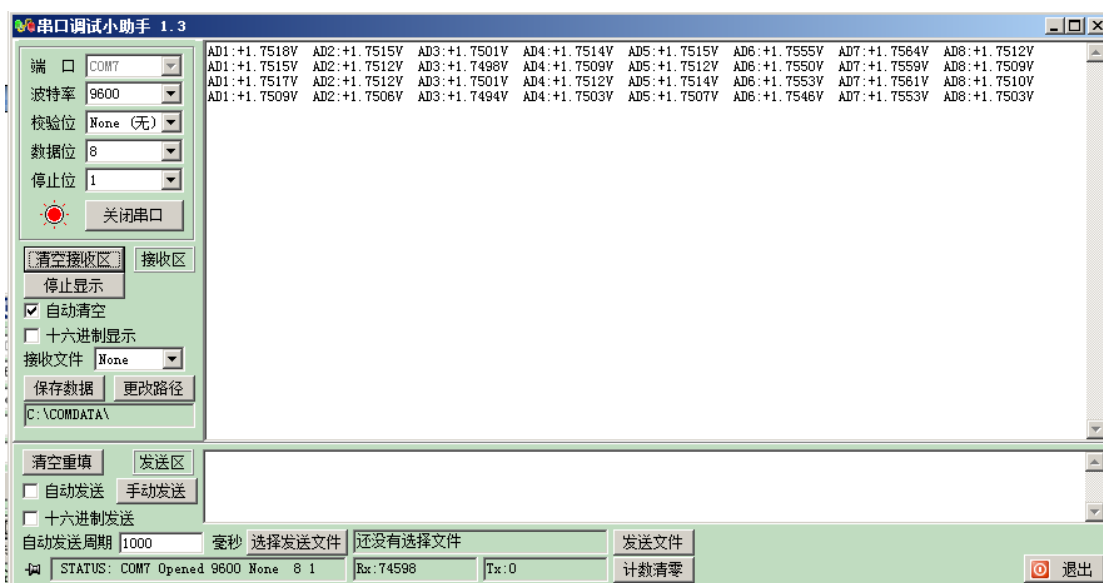 串口调试小助手 1.3
端 口 COM7
波特率 9600
校验位 None (无)
数据位 8
停止位 1
关闭串口
清空接收区 接收区
停止显示
自动清空
十六进制显示
接收文件 None
保存数据 更改路径
C:\COMDATA\
AD1:+1.7518V AD2:+1.7515V AD3:+1.7501V AD4:+1.7514V AD5:+1.7515V AD6:+1.7555V AD7:+1.7564V AD8:+1.7512V
AD1:+1.7515V AD2:+1.7512V AD3:+1.7498V AD4:+1.7509V AD5:+1.7512V AD6:+1.7550V AD7:+1.7559V AD8:+1.7509V
AD1:+1.7517V AD2:+1.7512V AD3:+1.7501V AD4:+1.7512V AD5:+1.7514V AD6:+1.7553V AD7:+1.7561V AD8:+1.7510V
AD1:+1.7509V AD2:+1.7506V AD3:+1.7494V AD4:+1.7503V AD5:+1.7507V AD6:+1.7546V AD7:+1.7553V AD8:+1.7503V
清空重填 发送区
自动发送 手动发送
十六进制发送
自动发送周期 1000 毫秒 选择发送文件 还没有选择文件 发送文件
STATUS: COM7 Opened 9600 None 8 1 Rx:74598 Tx:0 计数清零 退出